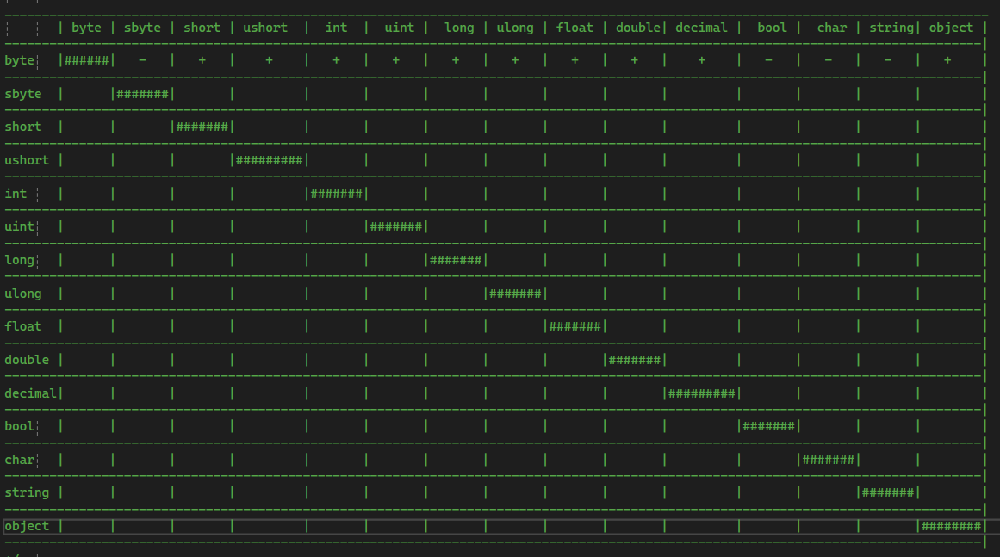 ------------------------------------------------------------------------------------------------------------------------------------
        | byte | sbyte | short | ushort  |  int  |  uint |  long | ulong | float | double| decimal |  bool |  char | string| object |
-----------------------------------------------------------------------------------------------------------------------------------|
byte    |######|   -   |   +   |    +    |   +   |   +   |   +   |   +   |   +   |   +   |    +    |   -   |   -   |   -   |   +    |
-----------------------------------------------------------------------------------------------------------------------------------|
sbyte   |      |#######|       |         |       |       |       |       |       |       |         |       |       |       |        |
-----------------------------------------------------------------------------------------------------------------------------------|
short   |      |       |#######|         |       |       |       |       |       |       |         |       |       |       |        |
-----------------------------------------------------------------------------------------------------------------------------------|
ushort  |      |       |       |#########|       |       |       |       |       |       |         |       |       |       |        |
-----------------------------------------------------------------------------------------------------------------------------------|
int     |      |       |       |         |#######|       |       |       |       |       |         |       |       |       |        |
-----------------------------------------------------------------------------------------------------------------------------------|
uint    |      |       |       |         |       |#######|       |       |       |       |         |       |       |       |        |
-----------------------------------------------------------------------------------------------------------------------------------|
long    |      |       |       |         |       |       |#######|       |       |       |         |       |       |       |        |
-----------------------------------------------------------------------------------------------------------------------------------|
ulong   |      |       |       |         |       |       |       |#######|       |       |         |       |       |       |        |
-----------------------------------------------------------------------------------------------------------------------------------|
float   |      |       |       |         |       |       |       |       |#######|       |         |       |       |       |        |
-----------------------------------------------------------------------------------------------------------------------------------|
double  |      |       |       |         |       |       |       |       |       |#######|         |       |       |       |        |
-----------------------------------------------------------------------------------------------------------------------------------|
decimal|       |       |       |         |       |       |       |       |       |       |#########|       |       |       |        |
-----------------------------------------------------------------------------------------------------------------------------------|
bool    |      |       |       |         |       |       |       |       |       |       |         |#######|       |       |        |
-----------------------------------------------------------------------------------------------------------------------------------|
char    |      |       |       |         |       |       |       |       |       |       |         |       |#######|       |        |
-----------------------------------------------------------------------------------------------------------------------------------|
string  |      |       |       |         |       |       |       |       |       |       |         |       |       |#######|        |
-----------------------------------------------------------------------------------------------------------------------------------|
object  |      |       |       |         |       |       |       |       |       |       |         |       |       |       |########|
-----------------------------------------------------------------------------------------------------------------------------------|